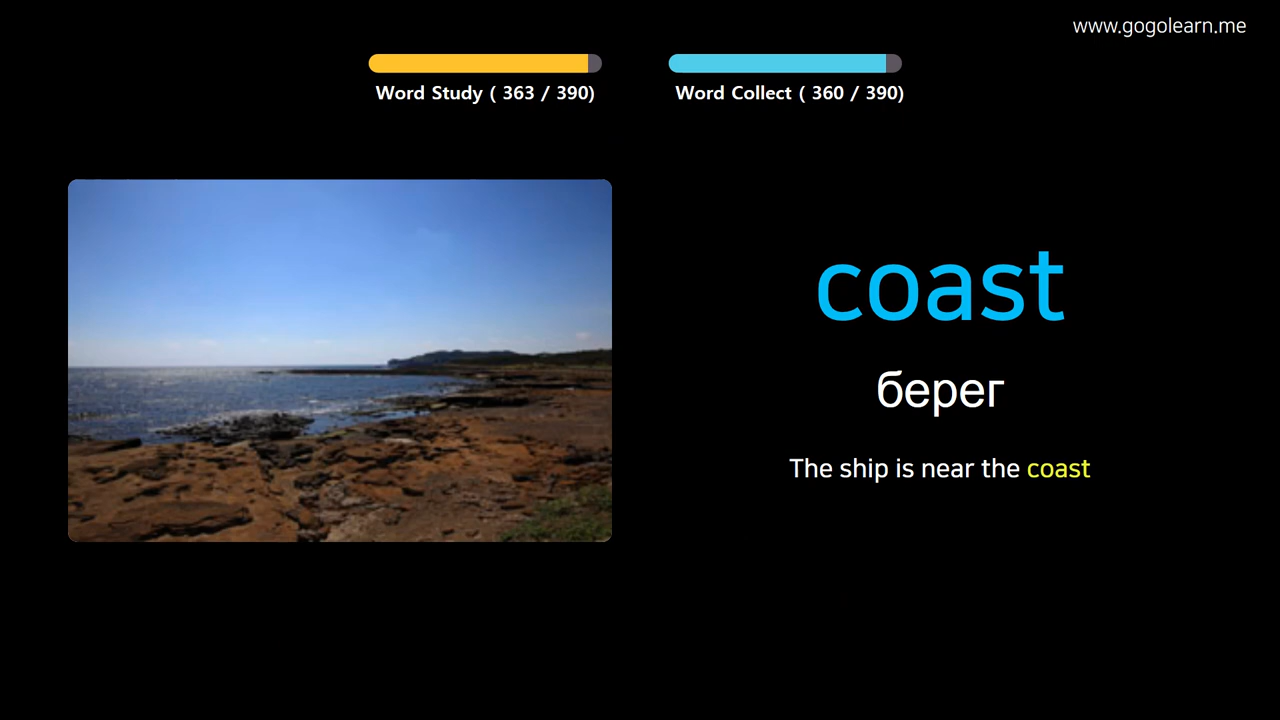 www.gogolearn.me
Word Study ( 363 / 390)
Word Collect ( 360 / 390)
coast
берег
The ship is near the coast